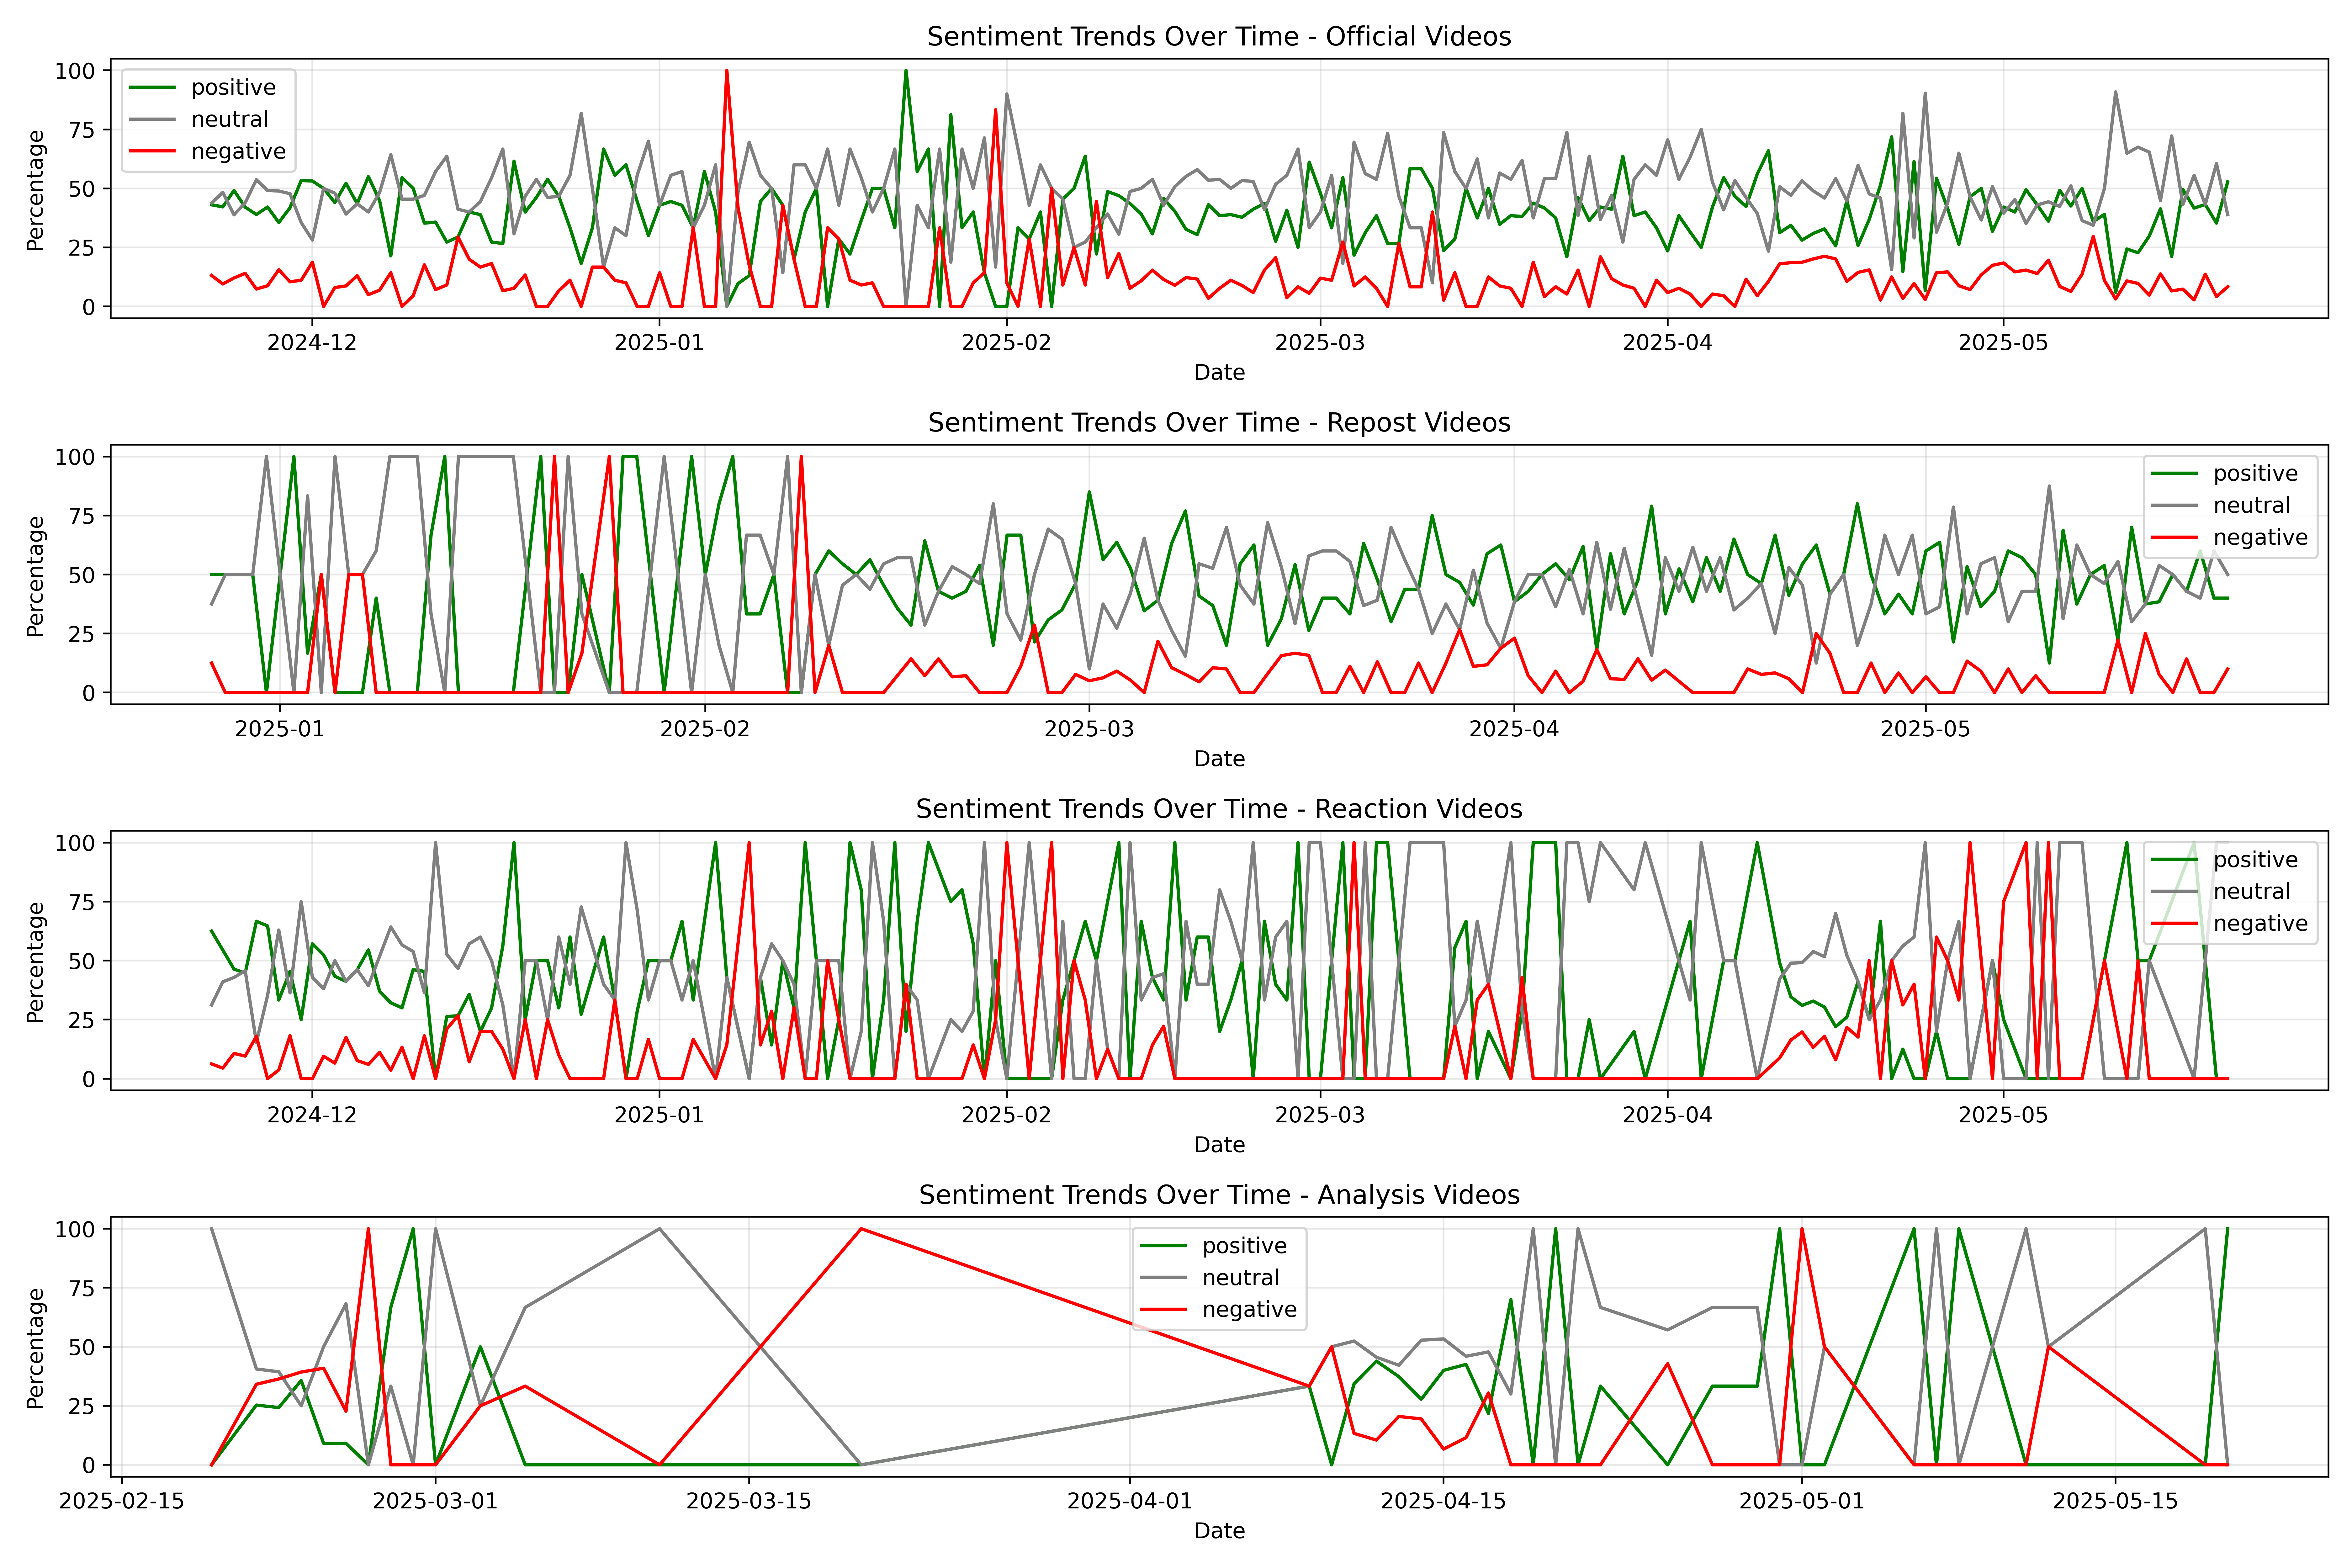 Sentiment Trends Over Time - Official Videos
100
75
50
25
0
Percentage
positive
neutral
negative
2024-12
2025-01
2025-02
2025-03
2025-04
2025-05
Date
Sentiment Trends Over Time - Repost Videos
100
75
50
25
0
Percentage
positive
neutral
negative
2025-01
2025-02
2025-03
2025-04
2025-05
Date
Sentiment Trends Over Time - Reaction Videos
100
75
50
25
0
Percentage
positive
neutral
negative
2024-12
2025-01
2025-02
2025-03
2025-04
2025-05
Date
Sentiment Trends Over Time - Analysis Videos
100
75
50
25
0
Percentage
positive
neutral
negative
2025-02-15
2025-03-01
2025-03-15
2025-04-01
2025-04-15
2025-05-01
2025-05-15
Date